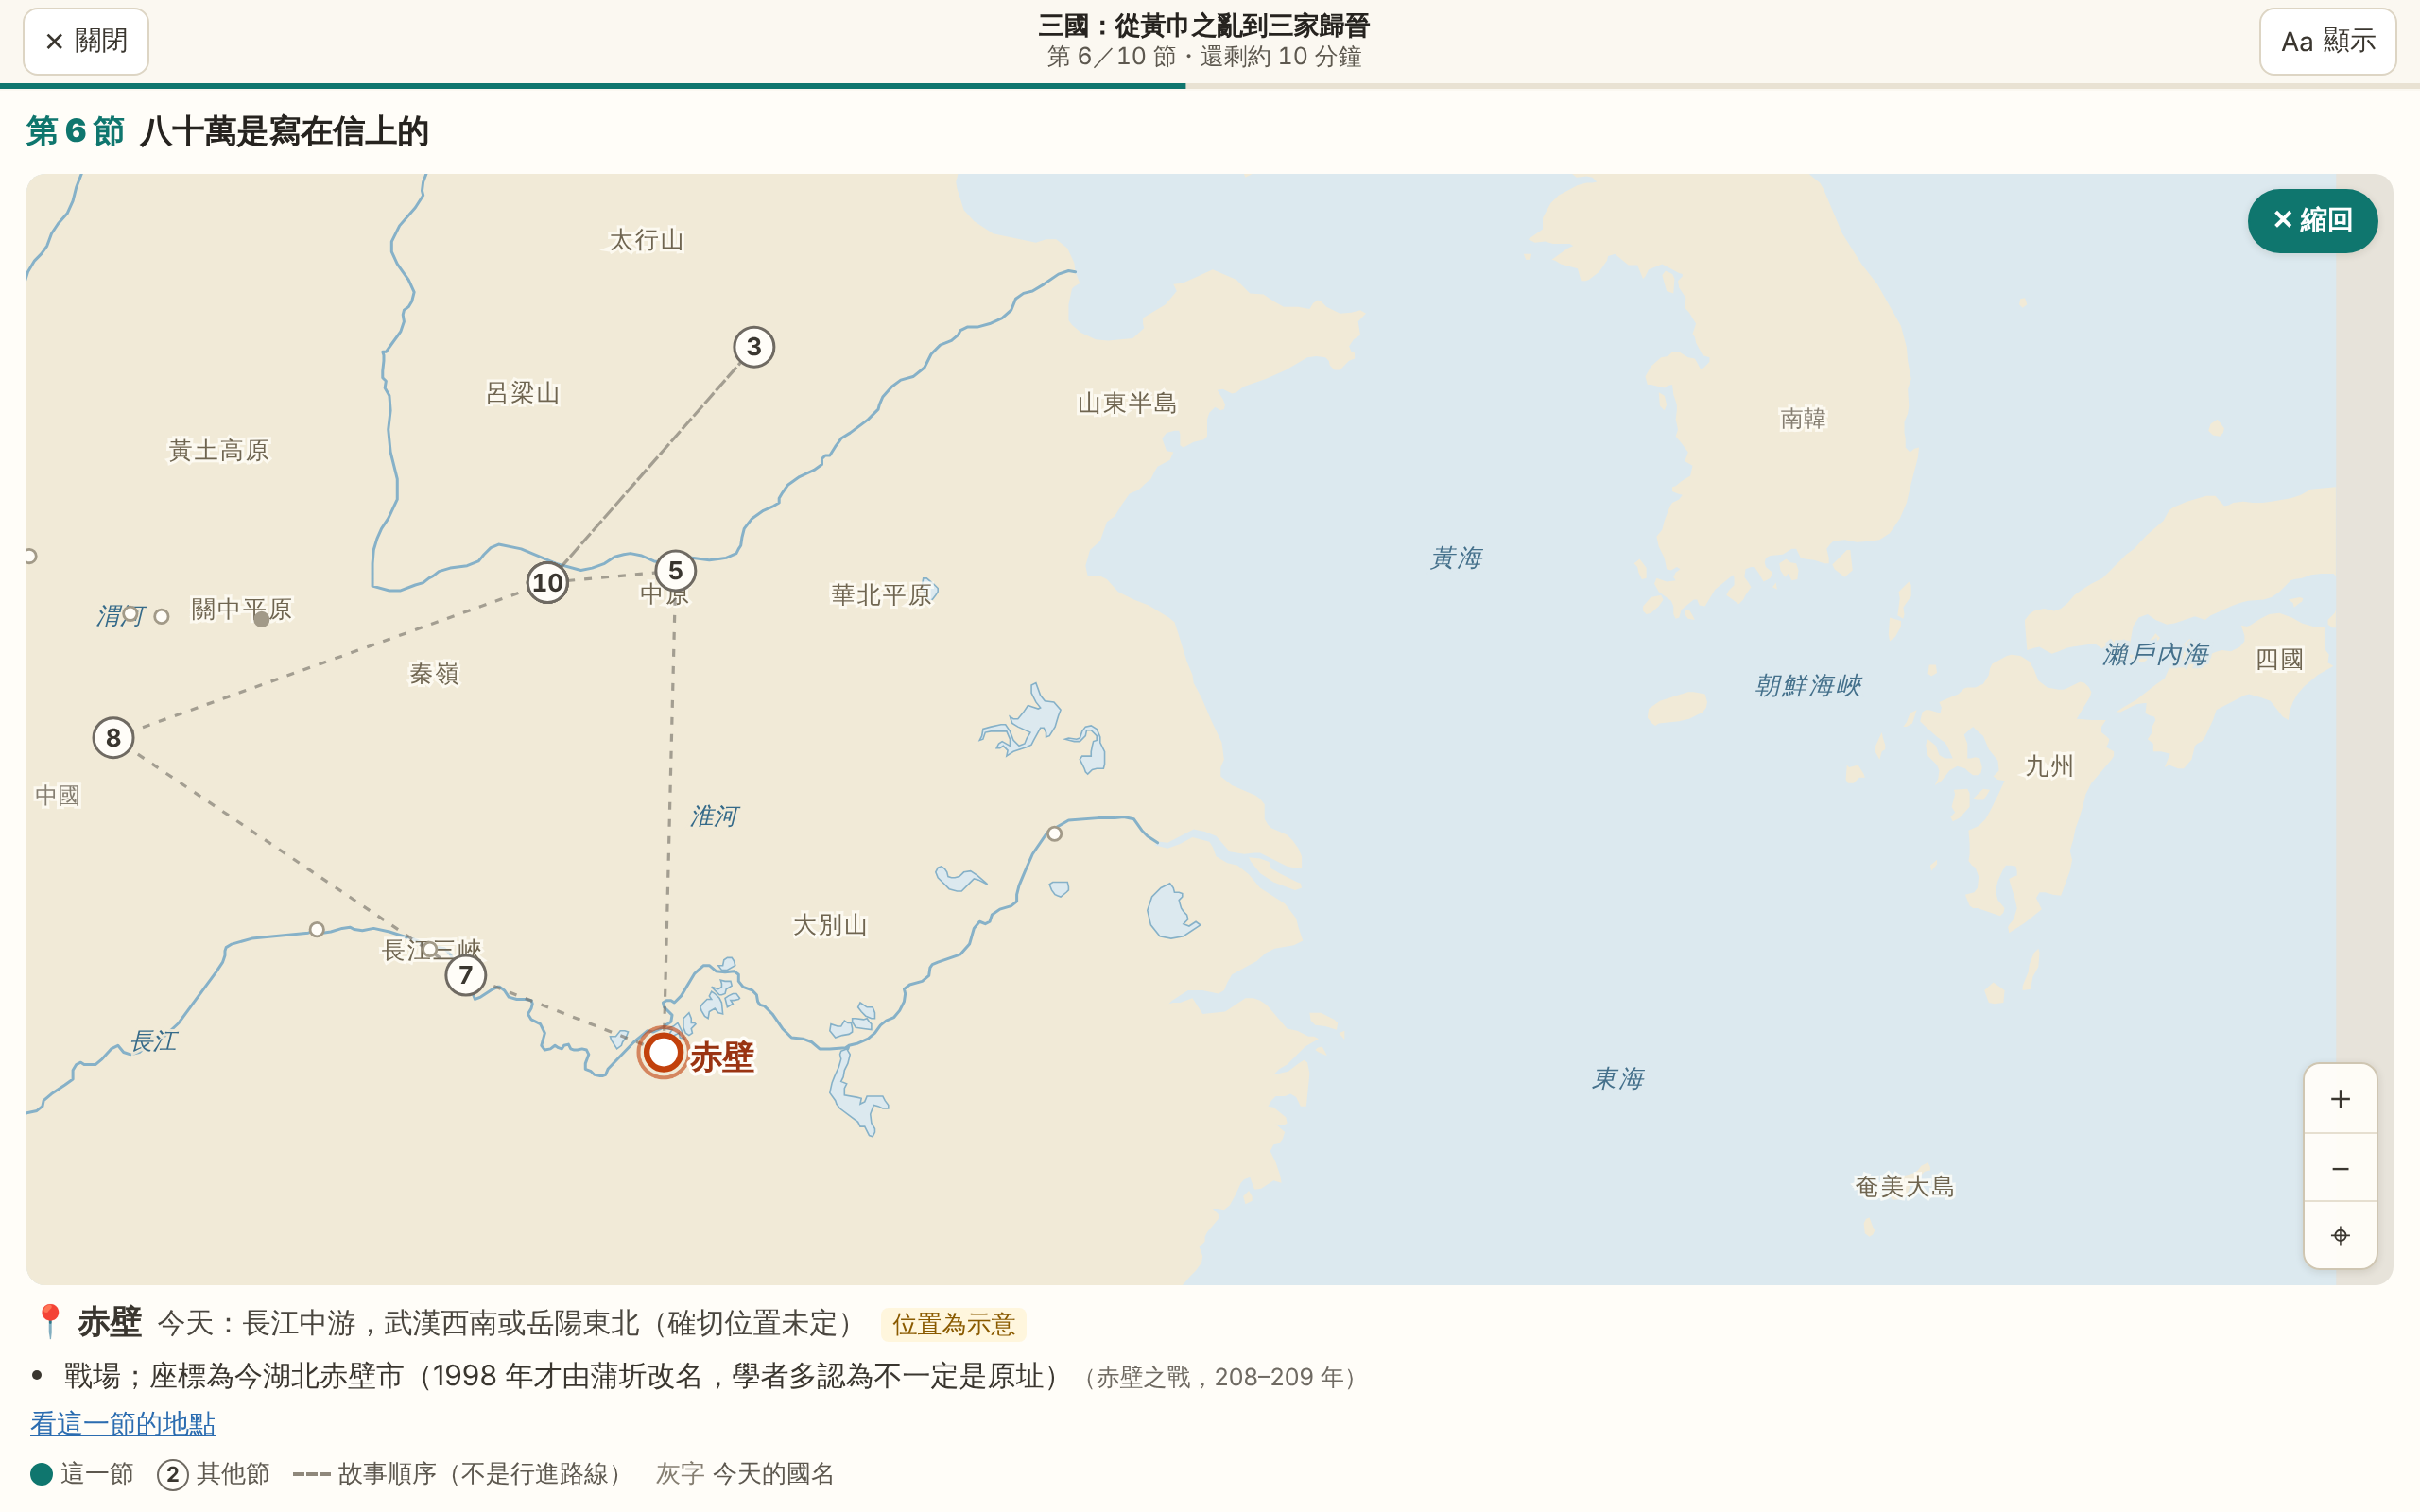 ✕ 關閉
三國：從黃巾之亂到三家歸晉
第 6／10 節・還剩約 10 分鐘
Aa 顯示
第 6 節 八十萬是寫在信上的
✕ 縮回
太行山
3
呂梁山
山東半島
南韓
黃土高原
黃海
10
5
中原
華北平原
渭河
關中平原
秦嶺
瀨戶內海
四國
朝鮮海峽
8
九州
中國
淮河
大別山
長江三峽
7
長江
赤壁
東海
奄美大島
+
−
📍 赤壁 今天：長江中游，武漢西南或岳陽東北（確切位置未定） 位置為示意
• 戰場；座標為今湖北赤壁市（1998 年才由蒲圻改名，學者多認為不一定是原址）（赤壁之戰，208–209 年）
看這一節的地點
這一節 2 其他節 故事順序（不是行進路線） 灰字 今天的國名